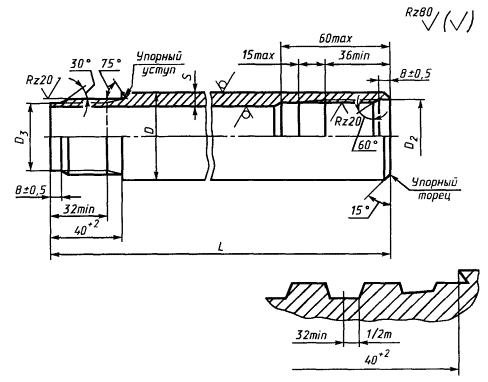 Rz80
(√)
60max
15max
36min
8±0,5
30°
75°
Упорный
уступ
S
Rz20
Rz20
60°
D₃
D
D₂
8±0,5
32min
40⁺²
Упорный
торец
15°
L
32min
1/2m
40⁺²